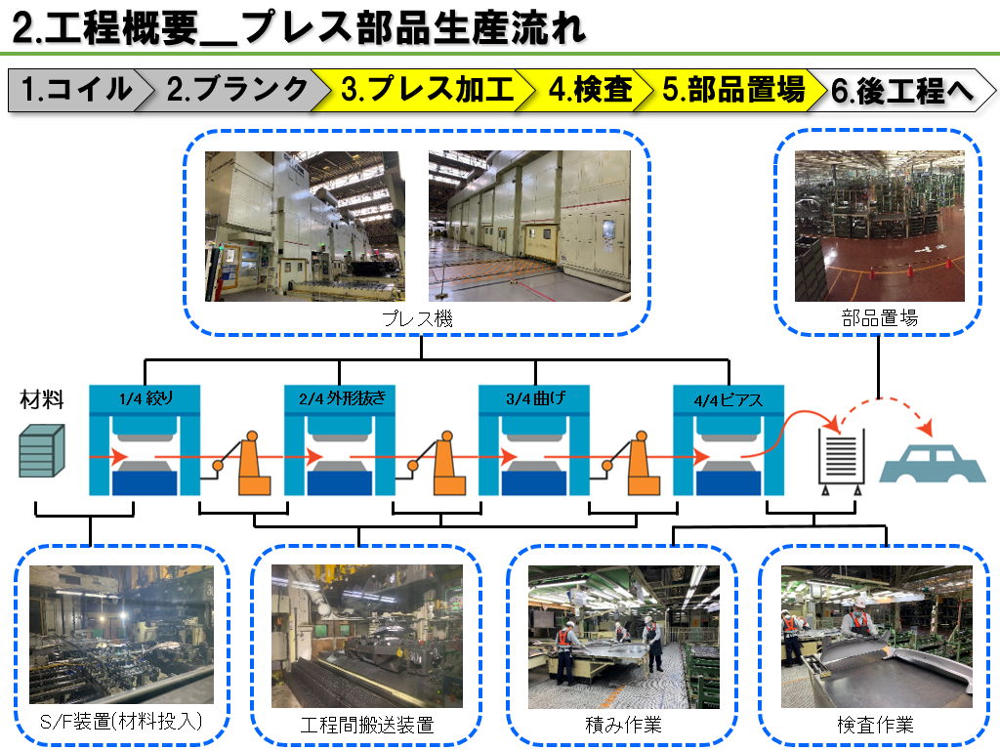 2.工程概要__プレス部品生産流れ
1.コイル 2.ブランク 3.プレス加工 4.検査 5.部品置場 6.後工程へ
プレス機
部品置場
材料
1/4 絞り
2/4 外形抜き
3/4 曲げ
4/4 ピアス
S/F装置(材料投入)
工程間搬送装置
積み作業
検査作業